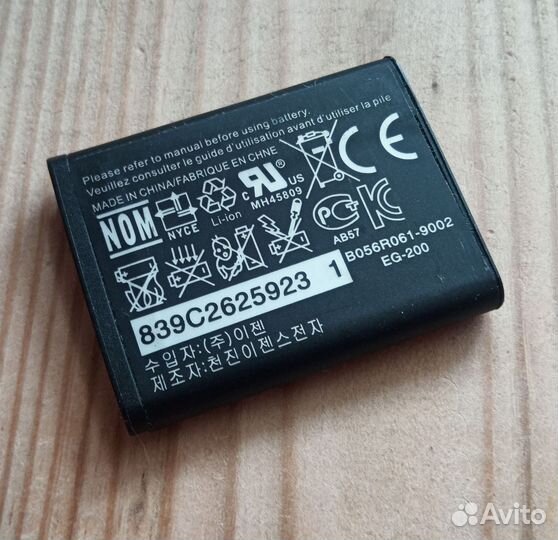 Please refer to manual before using battery.
Veuillez consulter le guide d'utilisation avant d'utiliser la pile
MADE IN CHINA/FABRIQUE EN CHNE
NOM
NYCE
Li-ion
C RU US
MH45809
CE
AB57
B056R061-9002
EG-200
839C2625923 1
수입자:(주)이젠
제조자:천진이젠스전자
Avito